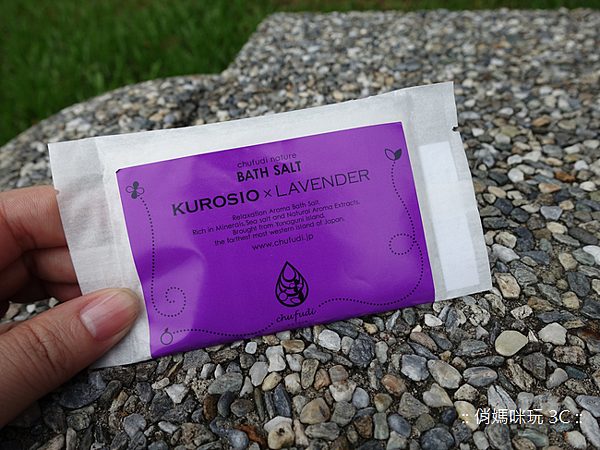 chufudi nature
BATH SALT
KUROSIO × LAVENDER
Relaxation Aroma Bath Salt.
Rich in Minerals Sea salt and Natural Aroma Extracts.
Brought from Yonaguni Island,
the farthest most western island of Japan.
www.chufudi.jp
chufudi
:: 俏媽咪玩 3C ::